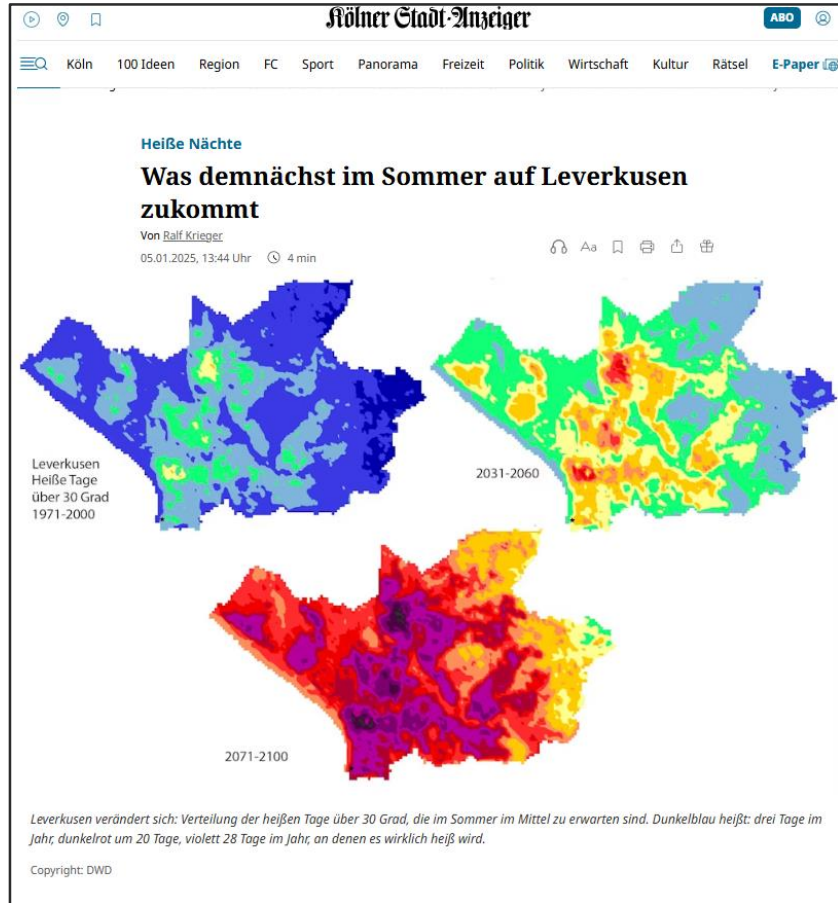 Kölner Stadt-Anzeiger
ABO
Köln 100 Ideen Region FC Sport Panorama Freizeit Politik Wirtschaft Kultur Rätsel E-Paper
Heiße Nächte
Was demnächst im Sommer auf Leverkusen
zukommt
Von Ralf Krieger
05.01.2025, 13:44 Uhr 4 min
Aa
Leverkusen
Heiße Tage
über 30 Grad
1971-2000
2031-2060
2071-2100
Leverkusen verändert sich: Verteilung der heißen Tage über 30 Grad, die im Sommer im Mittel zu erwarten sind. Dunkelblau heißt: drei Tage im
Jahr, dunkelrot um 20 Tage, violett 28 Tage im Jahr, an denen es wirklich heiß wird.
Copyright: DWD